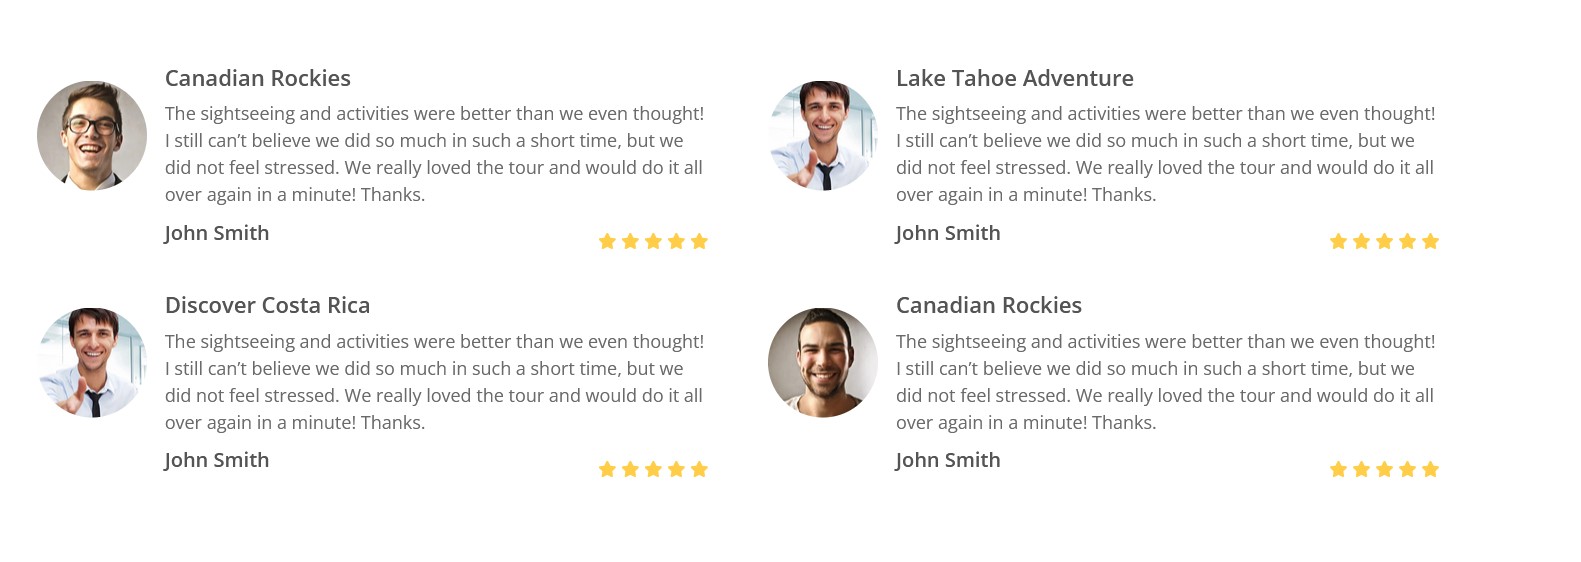 Canadian Rockies
The sightseeing and activities were better than we even thought!
I still can’t believe we did so much in such a short time, but we
did not feel stressed. We really loved the tour and would do it all
over again in a minute! Thanks.
John Smith
Lake Tahoe Adventure
The sightseeing and activities were better than we even thought!
I still can’t believe we did so much in such a short time, but we
did not feel stressed. We really loved the tour and would do it all
over again in a minute! Thanks.
John Smith
Discover Costa Rica
The sightseeing and activities were better than we even thought!
I still can’t believe we did so much in such a short time, but we
did not feel stressed. We really loved the tour and would do it all
over again in a minute! Thanks.
John Smith
Canadian Rockies
The sightseeing and activities were better than we even thought!
I still can’t believe we did so much in such a short time, but we
did not feel stressed. We really loved the tour and would do it all
over again in a minute! Thanks.
John Smith